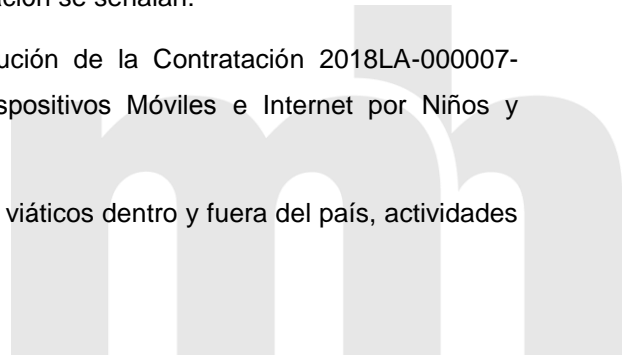 ación se señalan:
ución de la Contratación 2018LA-000007-
spositivos Móviles e Internet por Niños y
viáticos dentro y fuera del país, actividades